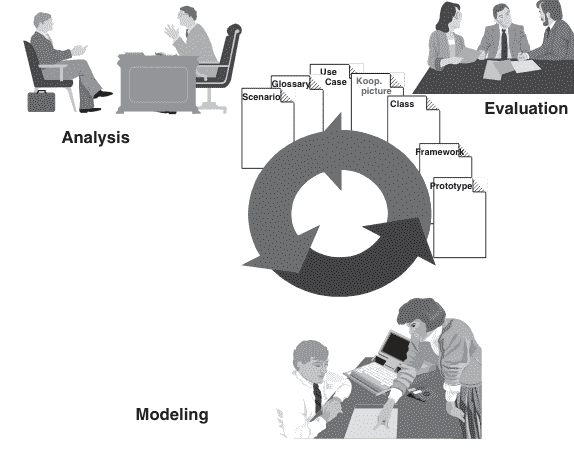 Use
Case
Koop.
picture
Glossary
Scenario
Class
Evaluation
Analysis
Framework
Prototype
Modeling